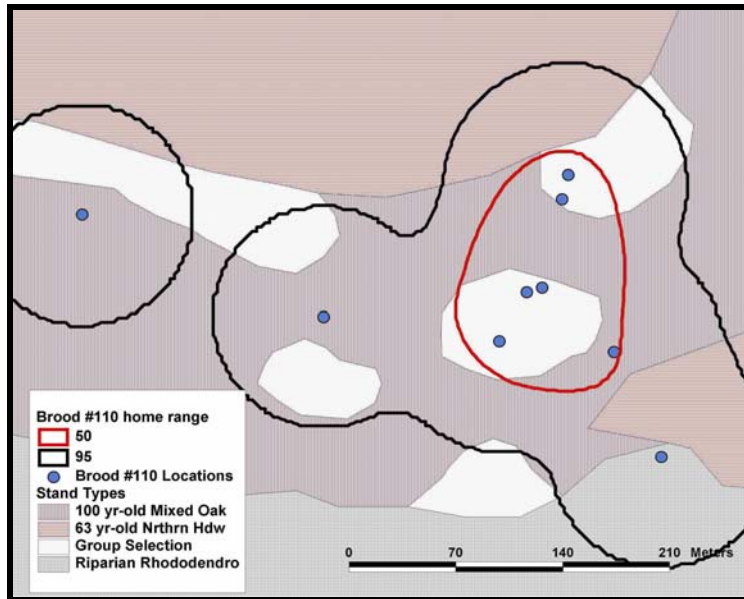 Brood #110 home range
50
95
Brood #110 Locations
Stand Types
100 yr-old Mixed Oak
63 yr-old Nrthrn Hdw
Group Selection
Riparian Rhododendro
0 70 140 210 Meters